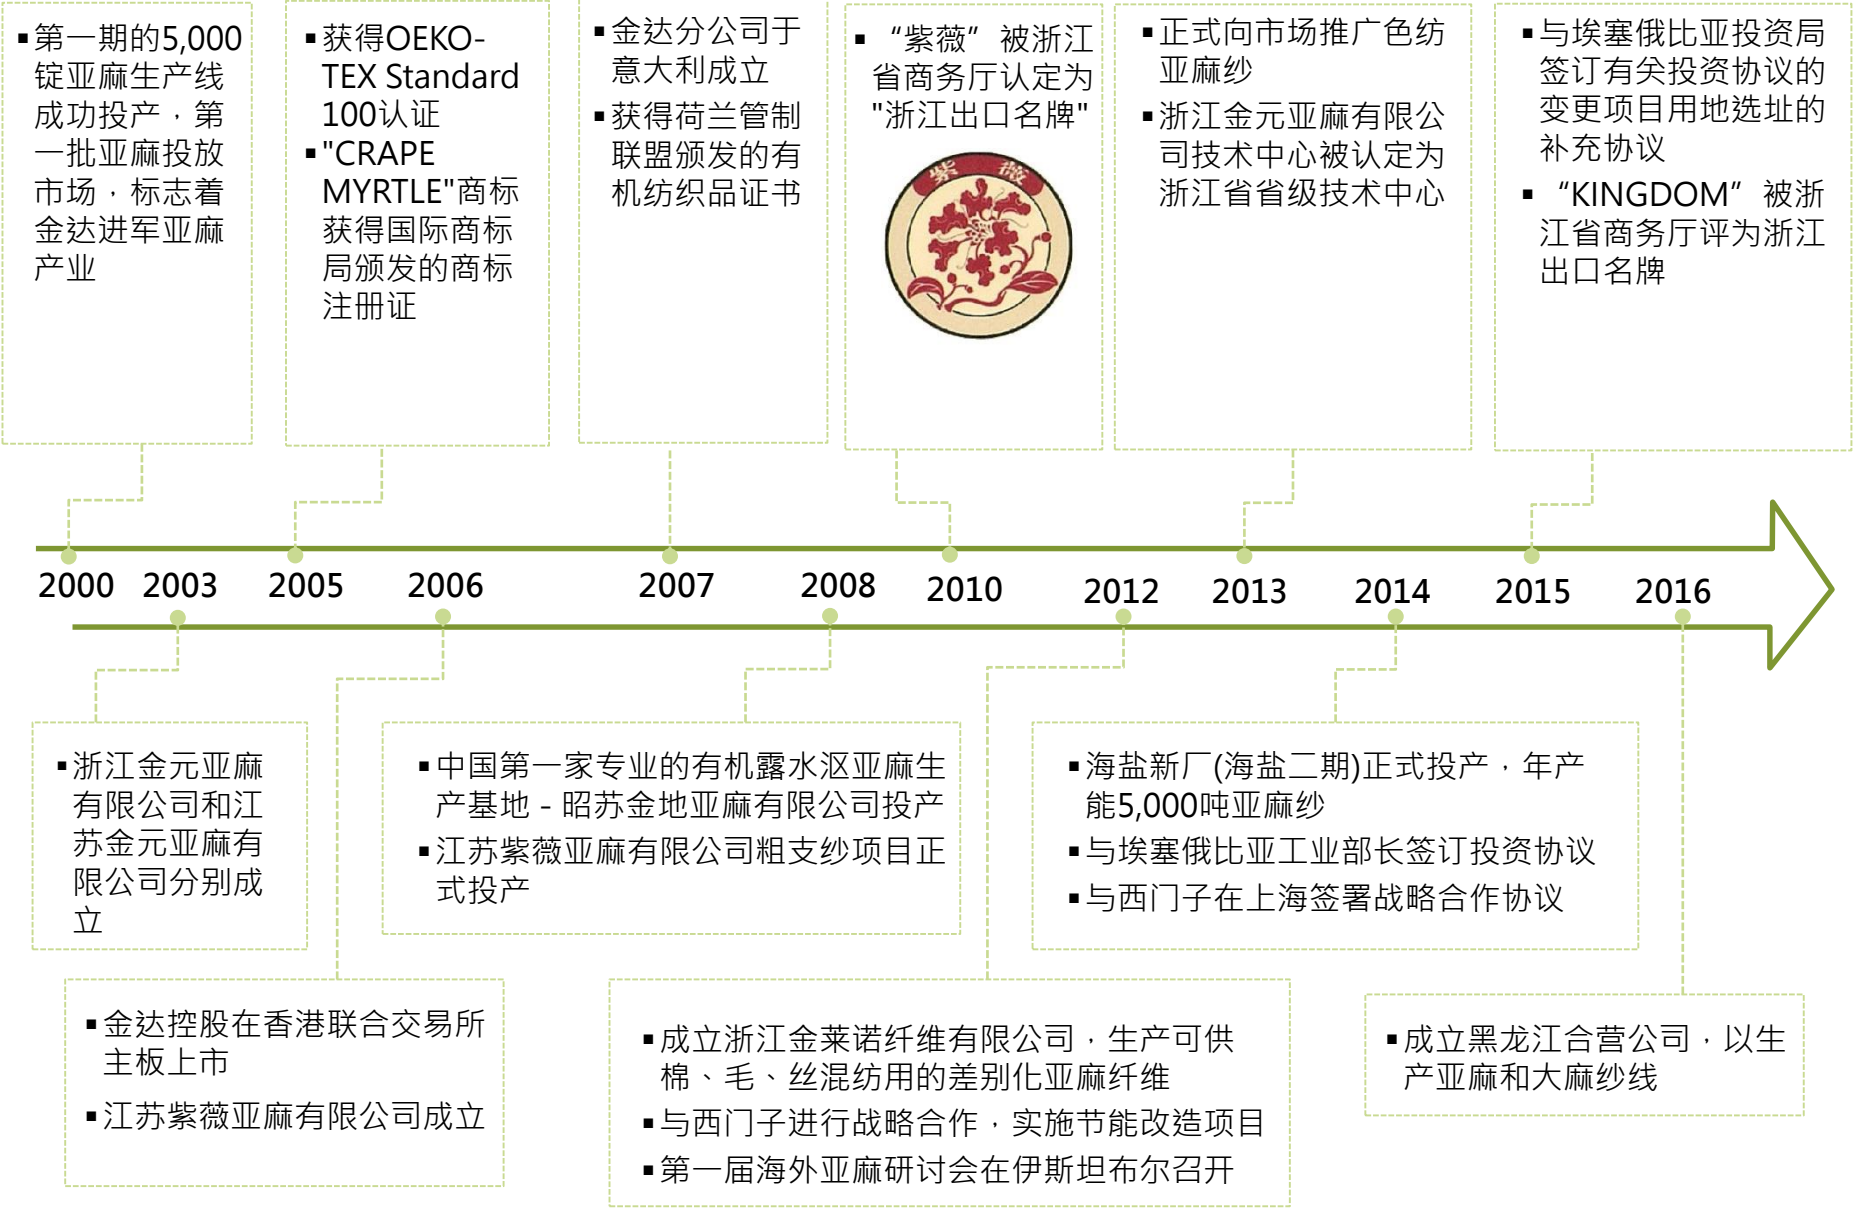 ▪第一期的5,000
锭亚麻生产线
成功投产，第
一批亚麻投放
市场，标志着
金达进军亚麻
产业
▪获得OEKO-
TEX Standard
100认证
▪"CRAPE
MYRTLE"商标
获得国际商标
局颁发的商标
注册证
▪金达分公司于
意大利成立
▪获得荷兰管制
联盟颁发的有
机纺织品证书
▪“紫薇”被浙江
省商务厅认定为
"浙江出口名牌"
紫薇
▪正式向市场推广色纺
亚麻纱
▪浙江金元亚麻有限公
司技术中心被认定为
浙江省省级技术中心
▪与埃塞俄比亚投资局
签订有关投资协议的
变更项目用地选址的
补充协议
▪“KINGDOM”被浙
江省商务厅评为浙江
出口名牌
2000 2003 2005 2006 2007 2008 2010 2012 2013 2014 2015 2016
▪浙江金元亚麻
有限公司和江
苏金元亚麻有
限公司分别成
立
▪中国第一家专业的有机露水沤亚麻生
产基地 - 昭苏金地亚麻有限公司投产
▪江苏紫薇亚麻有限公司粗支纱项目正
式投产
▪海盐新厂(海盐二期)正式投产，年产
能5,000吨亚麻纱
▪与埃塞俄比亚工业部长签订投资协议
▪与西门子在上海签署战略合作协议
▪金达控股在香港联合交易所
主板上市
▪江苏紫薇亚麻有限公司成立
▪成立浙江金莱诺纤维有限公司，生产可供
棉、毛、丝混纺用的差别化亚麻纤维
▪与西门子进行战略合作，实施节能改造项目
▪第一届海外亚麻研讨会在伊斯坦布尔召开
▪成立黑龙江合营公司，以生
产亚麻和大麻纱线